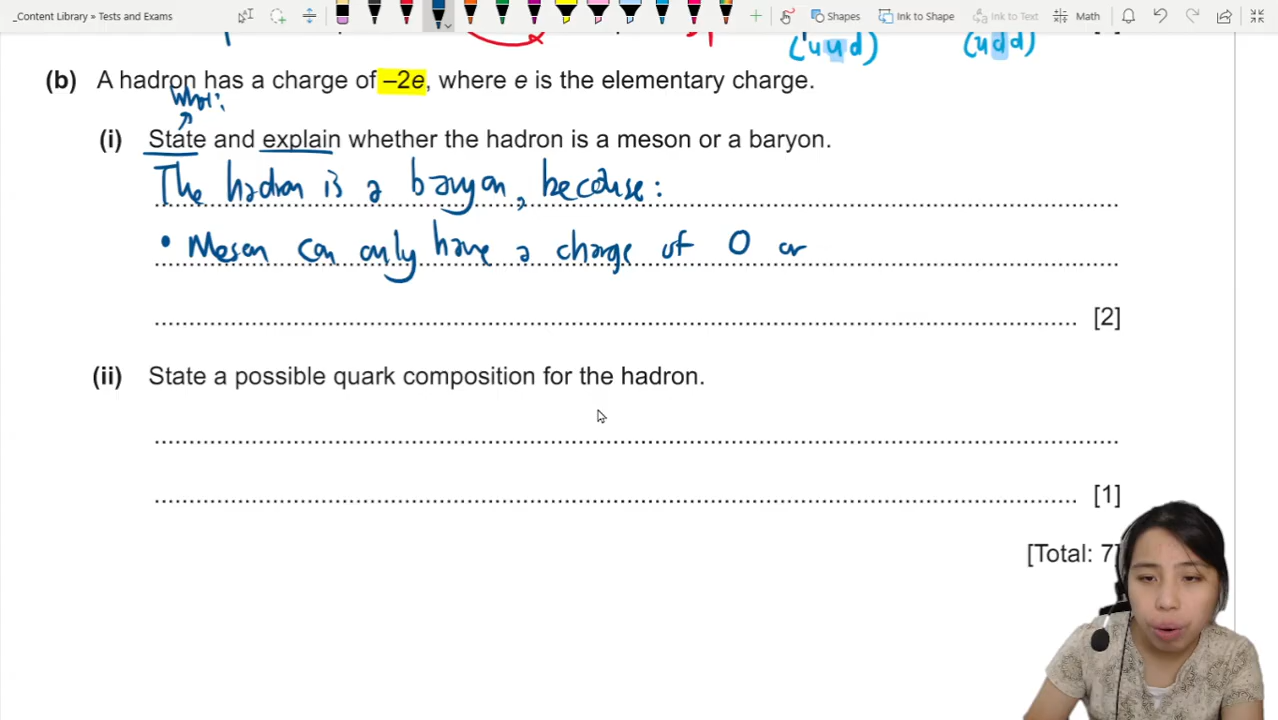 _Content Library » Tests and Exams
Shapes
Ink to Shape
Ink to Text
Math
(uud)
(udd)
(b) A hadron has a charge of –2e, where e is the elementary charge.
(i) State and explain whether the hadron is a meson or a baryon.
The hadron is a baryon, because:
• Meson can only have a charge of 0 or
[2]
(ii) State a possible quark composition for the hadron.
[1]
[Total: 7]